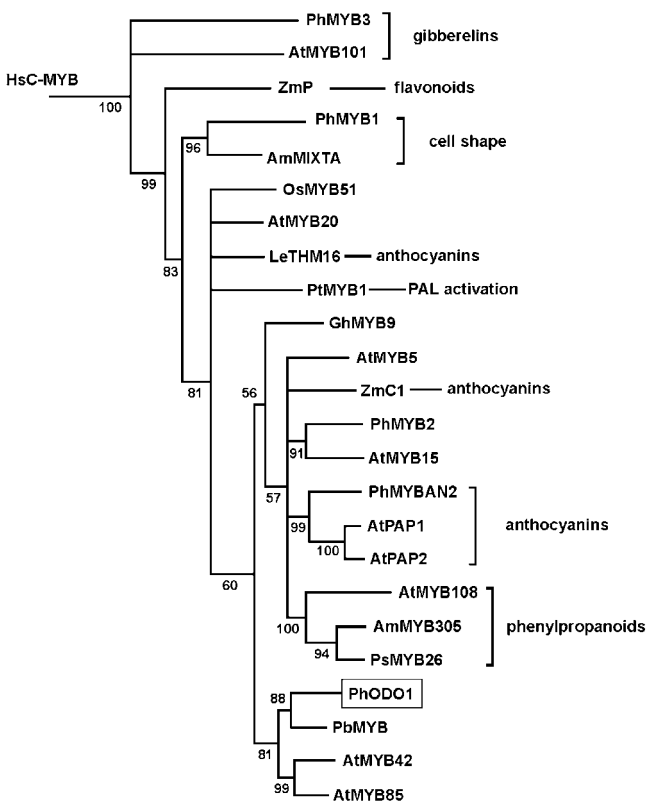 PhMYB3
gibberelins
AtMYB101
HsC-MYB
ZmP flavonoids
100
PhMYB1
cell shape
96
AmMIXTA
99
OsMYB51
AtMYB20
LeTHM16 anthocyanins
83
PtMYB1 PAL activation
GhMYB9
AtMYB5
81
56
ZmC1 anthocyanins
PhMYB2
91
AtMYB15
57
PhMYBAN2
99
AtPAP1
anthocyanins
100
AtPAP2
60
AtMYB108
100
AmMYB305
phenylpropanoids
94
PsMYB26
88
PhODO1
PbMYB
81
AtMYB42
99
AtMYB85